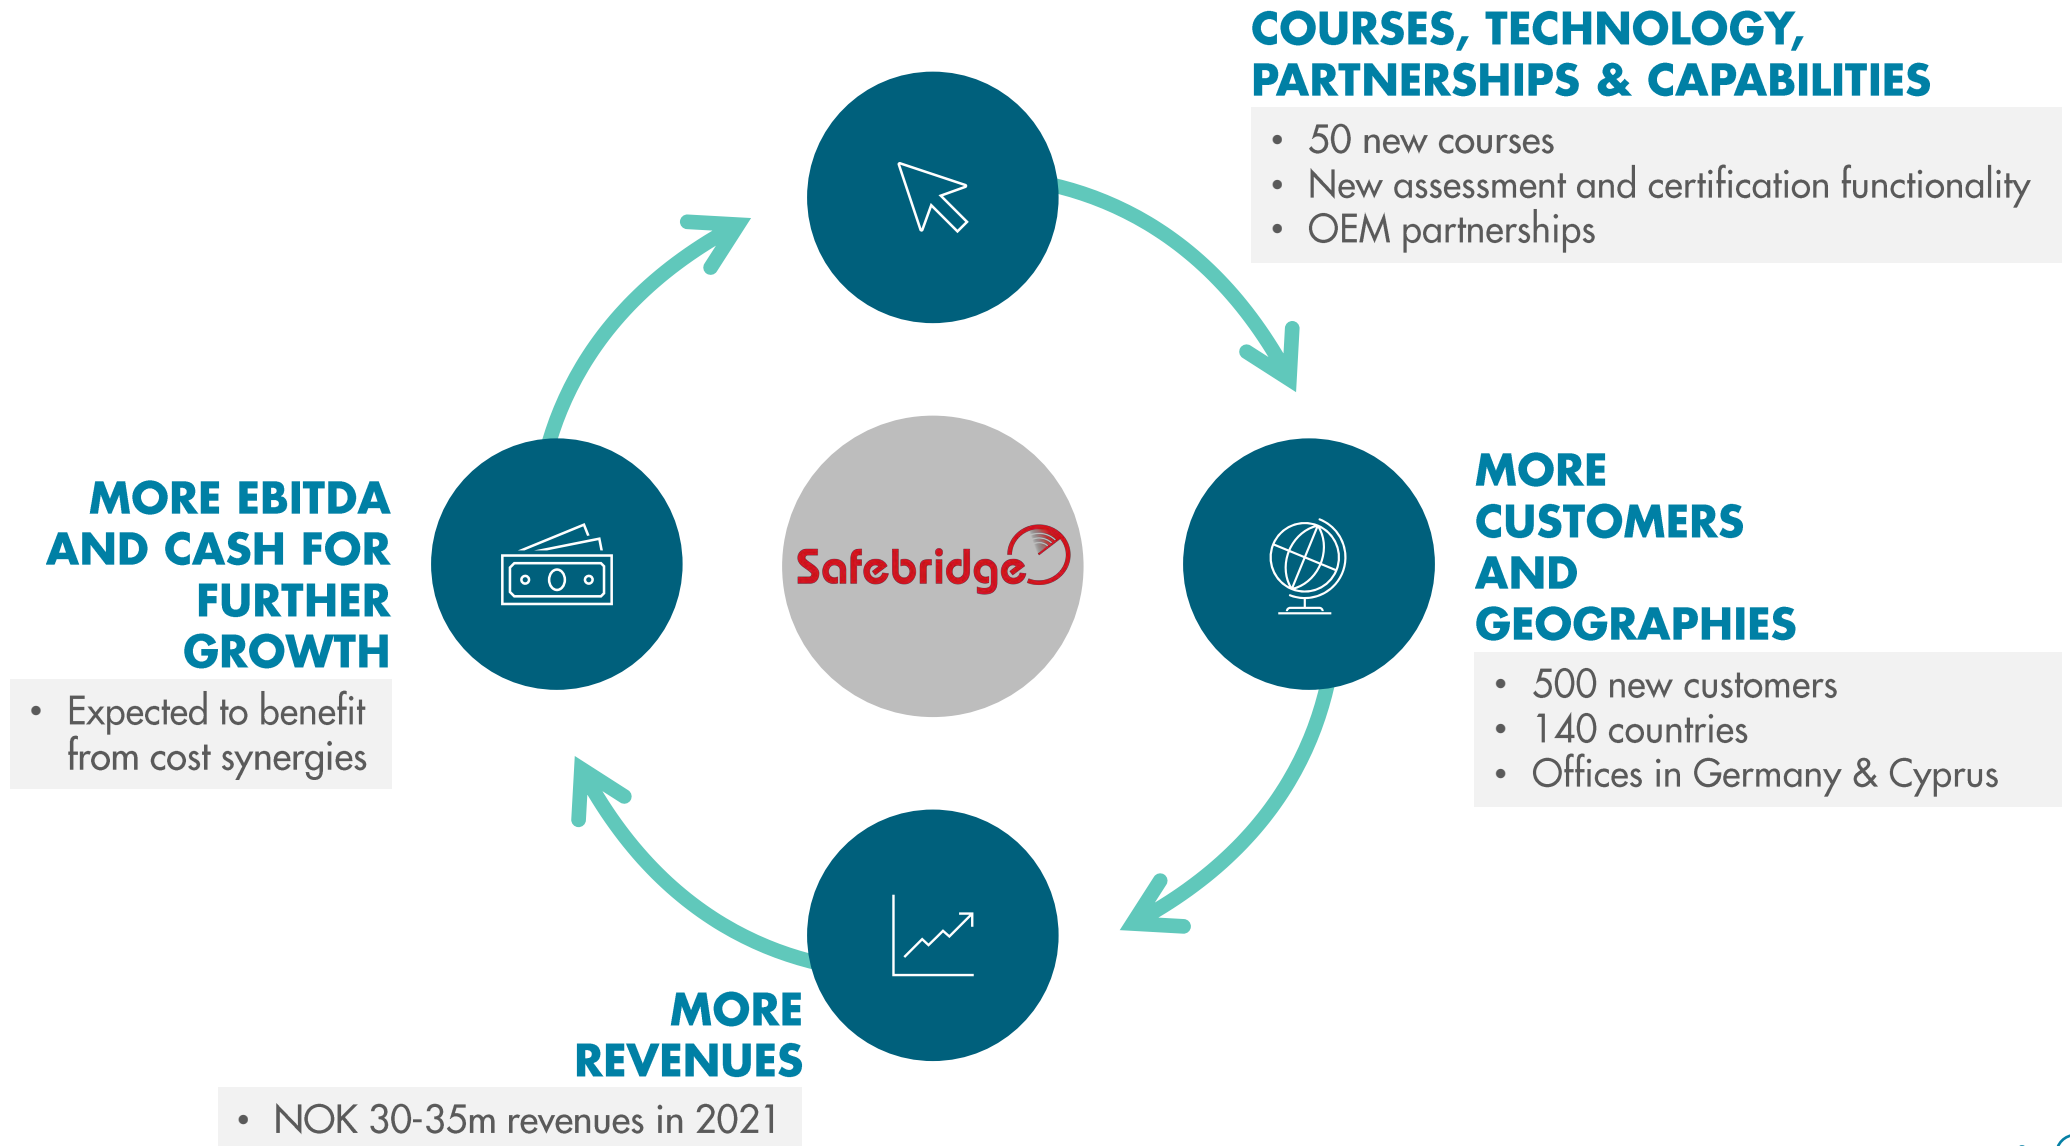 COURSES, TECHNOLOGY,
PARTNERSHIPS & CAPABILITIES
• 50 new courses
• New assessment and certification functionality
• OEM partnerships
MORE
CUSTOMERS
AND
GEOGRAPHIES
• 500 new customers
• 140 countries
• Offices in Germany & Cyprus
MORE
REVENUES
• NOK 30-35m revenues in 2021
MORE EBITDA
AND CASH FOR
FURTHER
GROWTH
• Expected to benefit
from cost synergies
Safebridge